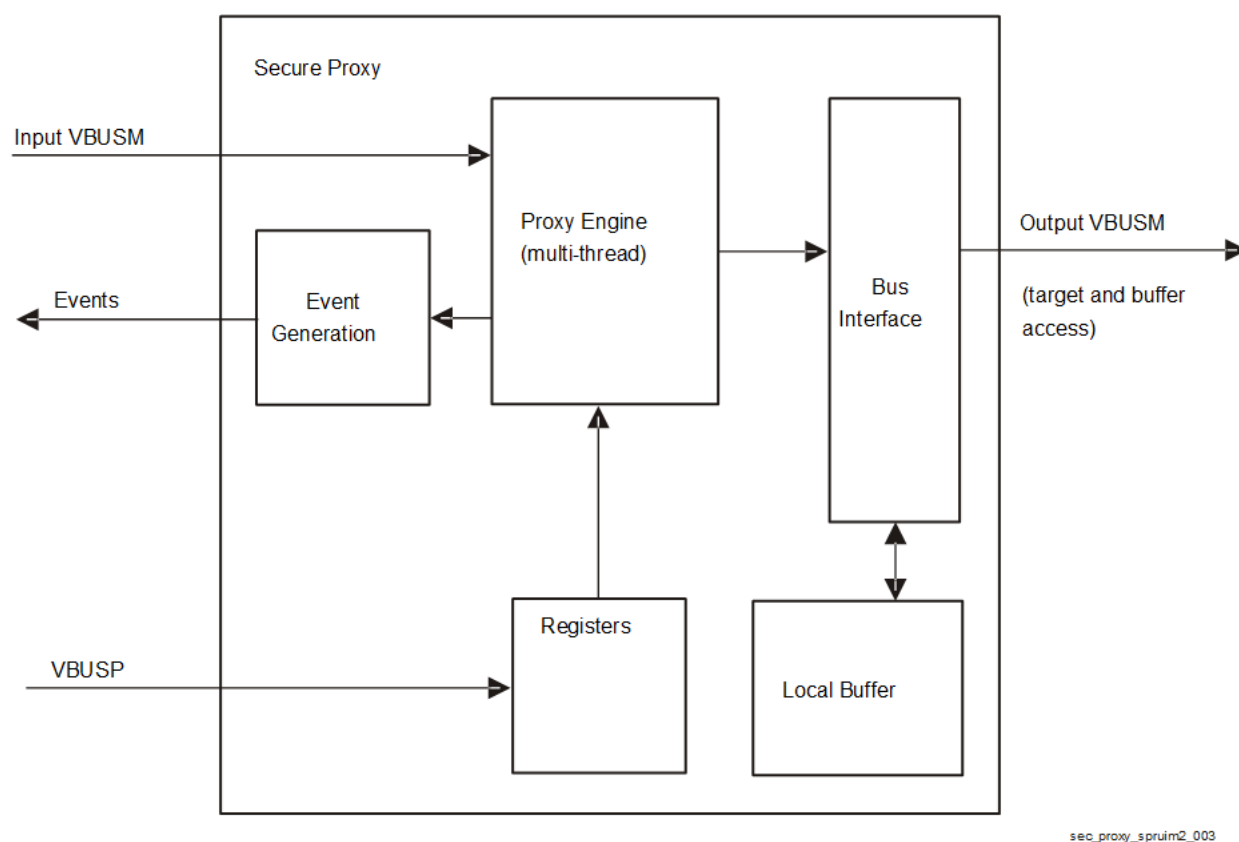 Secure Proxy
Input VBUSM
Proxy Engine
(multi-thread)
Output VBUSM
(target and buffer
access)
Events
Event
Generation
Bus
Interface
Registers
VBUSP
Local Buffer
sec_proxy_spruim2_003